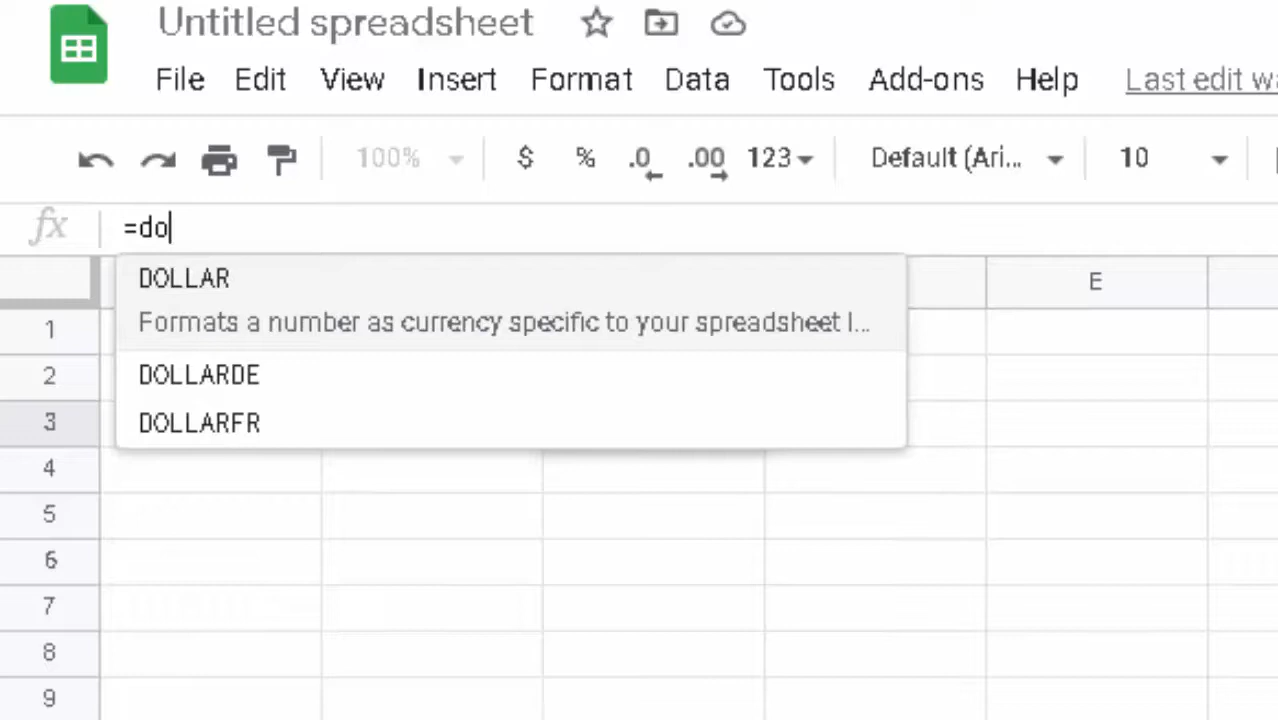 Untitled spreadsheet
File Edit View Insert Format Data Tools Add-ons Help Last edit
100% $ % .0 .00 123 Default (Ari... 10
fx =do
DOLLAR
E
Formats a number as currency specific to your spreadsheet l...
1
DOLLARDE
2
DOLLARFR
3
4
5
6
7
8
9